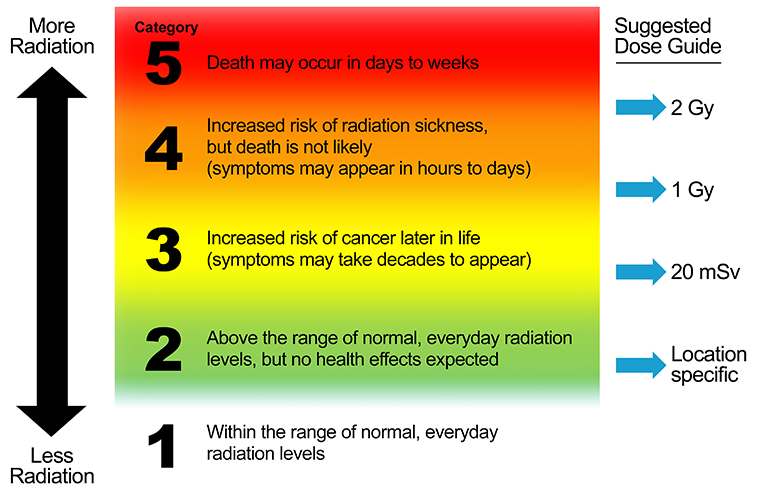 More
Radiation
Less
Radiation
Category
5
Death may occur in days to weeks
4
Increased risk of radiation sickness,
but death is not likely
(symptoms may appear in hours to days)
3
Increased risk of cancer later in life
(symptoms may take decades to appear)
2
Above the range of normal, everyday radiation
levels, but no health effects expected
1
Within the range of normal, everyday
radiation levels
Suggested
Dose Guide
2 Gy
1 Gy
20 mSv
Location
specific